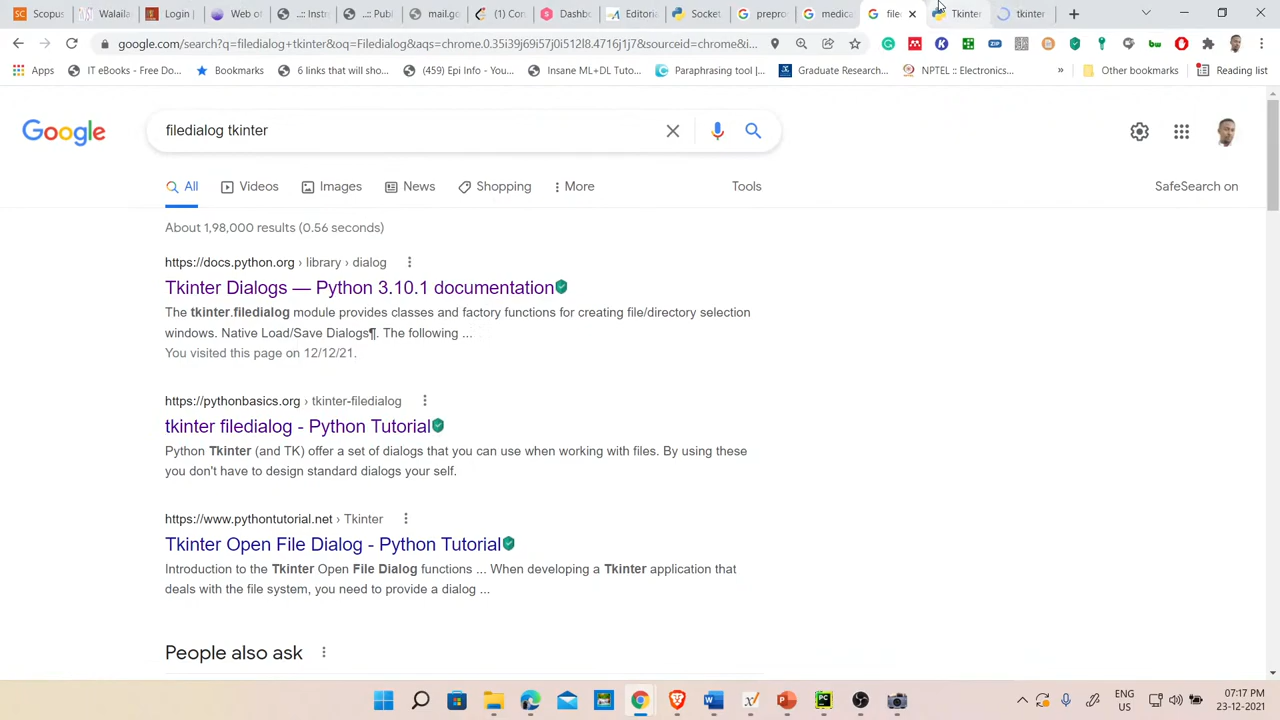 Scopus
Walaila
Login
Web of
..:: Instr
..:: Publ
mail.go
(1) Con
Dashbo
Editoria
Socket
prepro
medica
file
Tkinter
tkinter
google.com/search?q=filedialog+tkinter&oq=Filedialog&aqs=chrome.0.35i39j69i57j0i512l8.4716j1j7&sourceid=chrome&i...
Apps
IT eBooks - Free Do...
Bookmarks
6 links that will sho...
(459) Epi Info - You...
Insane ML+DL Tuto...
Paraphrasing tool |...
Graduate Research...
NPTEL :: Electronics...
»
Other bookmarks
Reading list
Google
filedialog tkinter
All
Videos
Images
News
Shopping
More
Tools
SafeSearch on
About 1,98,000 results (0.56 seconds)
https://docs.python.org › library › dialog
Tkinter Dialogs — Python 3.10.1 documentation
The tkinter.filedialog module provides classes and factory functions for creating file/directory selection
windows. Native Load/Save Dialogs¶. The following ...
You visited this page on 12/12/21.
https://pythonbasics.org › tkinter-filedialog
tkinter filedialog - Python Tutorial
Python Tkinter (and TK) offer a set of dialogs that you can use when working with files. By using these
you don't have to design standard dialogs your self.
https://www.pythontutorial.net › Tkinter
Tkinter Open File Dialog - Python Tutorial
Introduction to the Tkinter Open File Dialog functions ... When developing a Tkinter application that
deals with the file system, you need to provide a dialog ...
People also ask
ENG
US
07:17 PM
23-12-2021